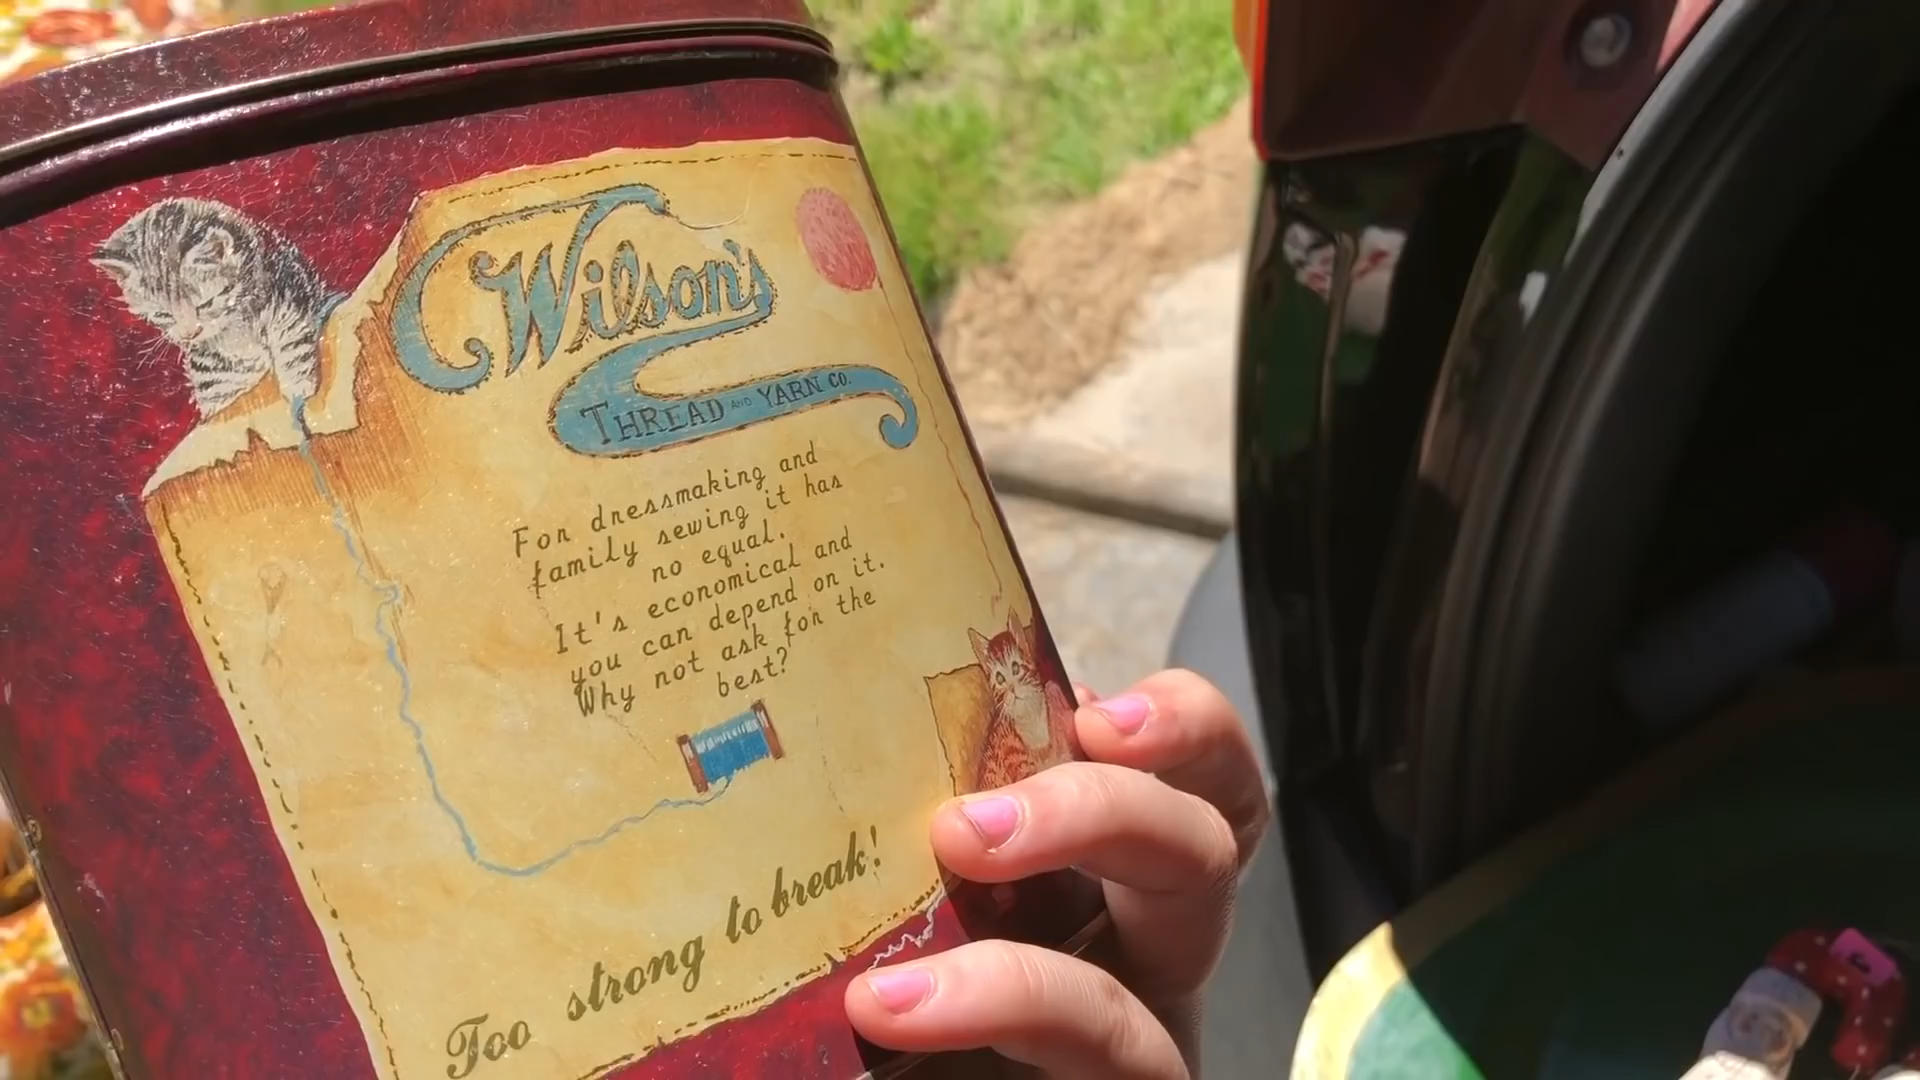 Wilson's
THREAD AND YARN CO.
For dressmaking and
family sewing it has
no equal.
It's economical and
you can depend on it.
Why not ask for the
best?
Too strong to break!